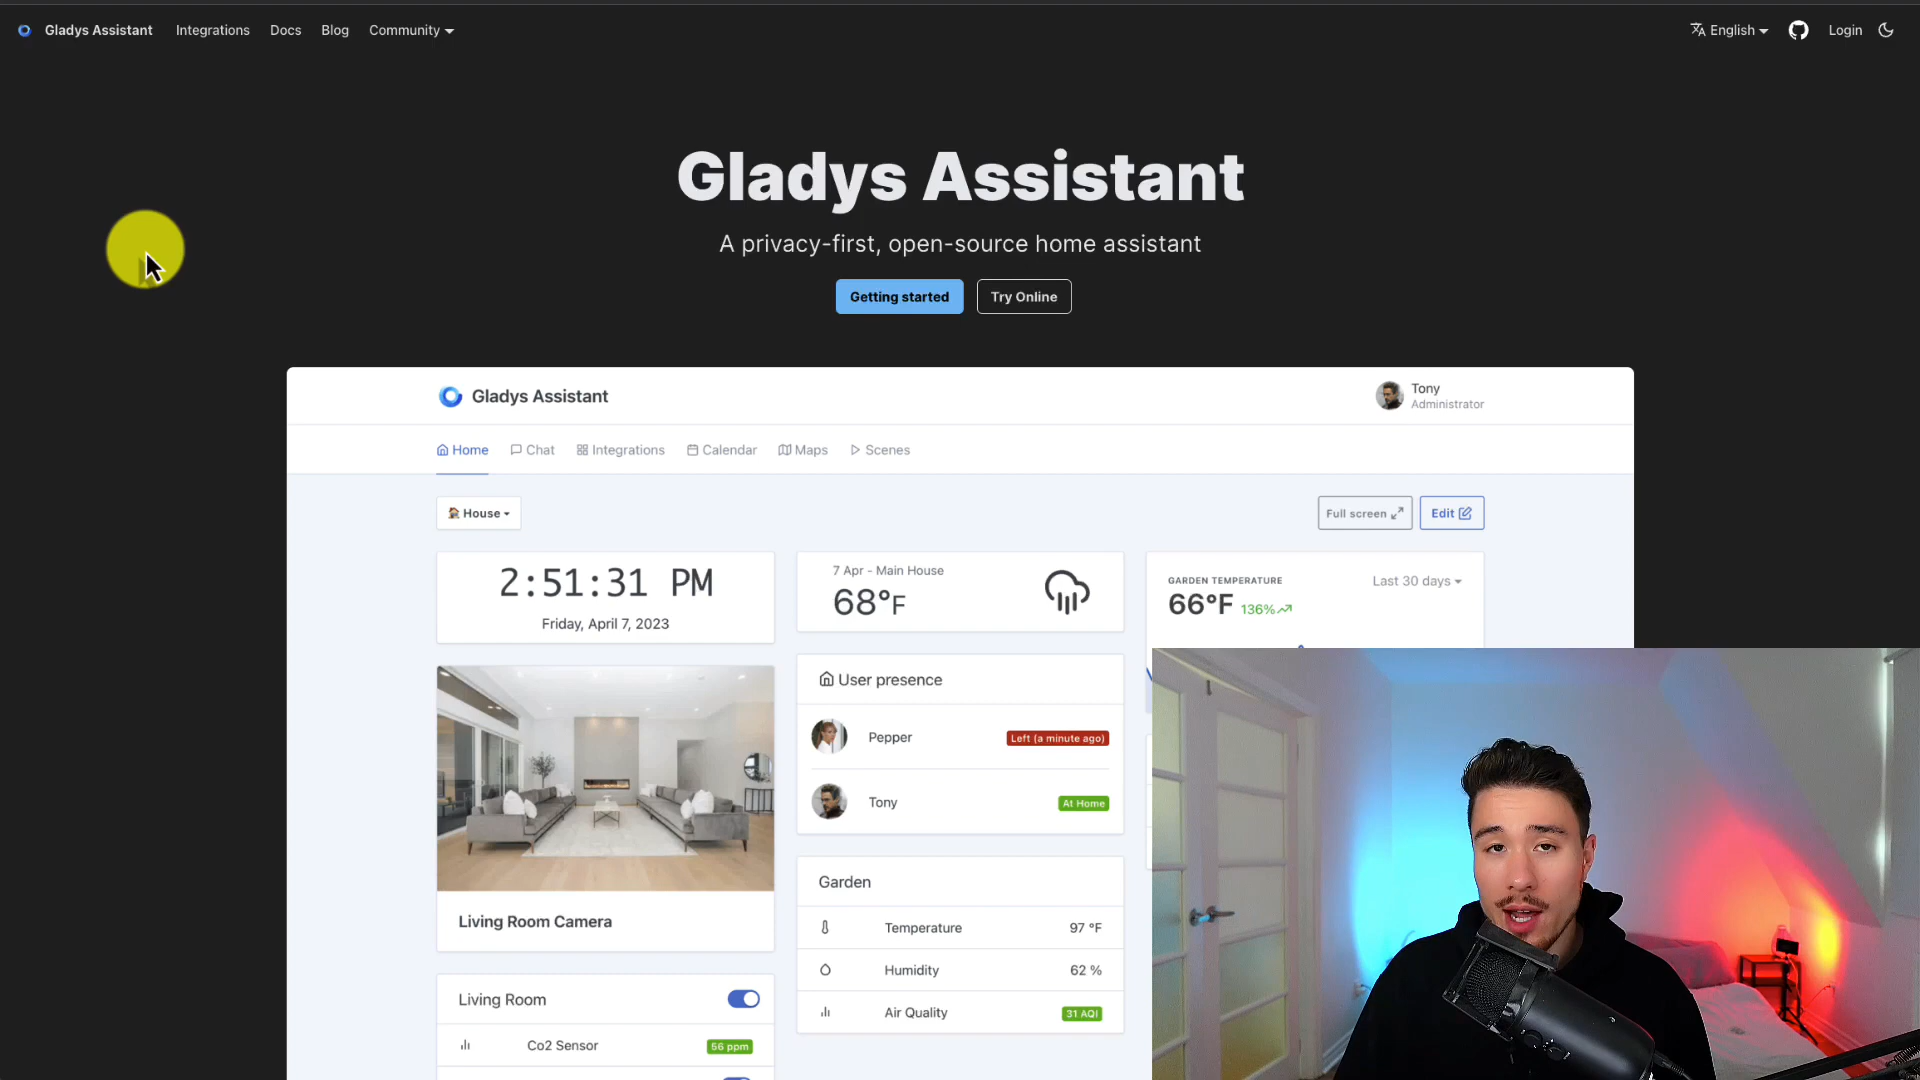 Gladys Assistant Integrations Docs Blog Community English Login
Gladys Assistant
A privacy-first, open-source home assistant
Getting started Try Online
Gladys Assistant
Tony
Administrator
Home Chat Integrations Calendar Maps Scenes
House Full screen Edit
2:51:31 PM
Friday, April 7, 2023
Living Room Camera
Living Room
Co2 Sensor 56 ppm
7 Apr - Main House
68°F
User presence
Pepper Left (a minute ago)
Tony At Home
Garden
Temperature 97 °F
Humidity 62 %
Air Quality 31 AQI
GARDEN TEMPERATURE Last 30 days
66°F 136%